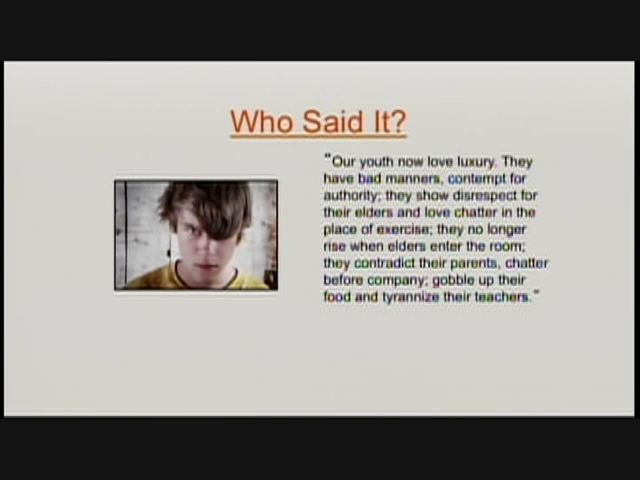 Who Said It?
"Our youth now love luxury. They
have bad manners, contempt for
authority; they show disrespect for
their elders and love chatter in the
place of exercise; they no longer
rise when elders enter the room;
they contradict their parents, chatter
before company; gobble up their
food and tyrannize their teachers."